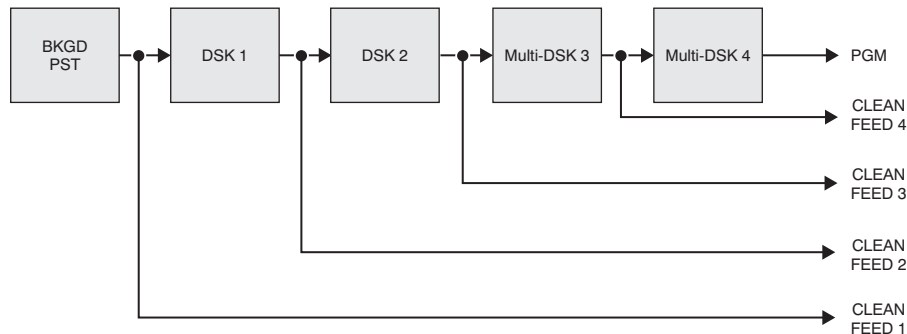 BKGD
PST
DSK 1
DSK 2
Multi-DSK 3
Multi-DSK 4
PGM
CLEAN
FEED 4
CLEAN
FEED 3
CLEAN
FEED 2
CLEAN
FEED 1